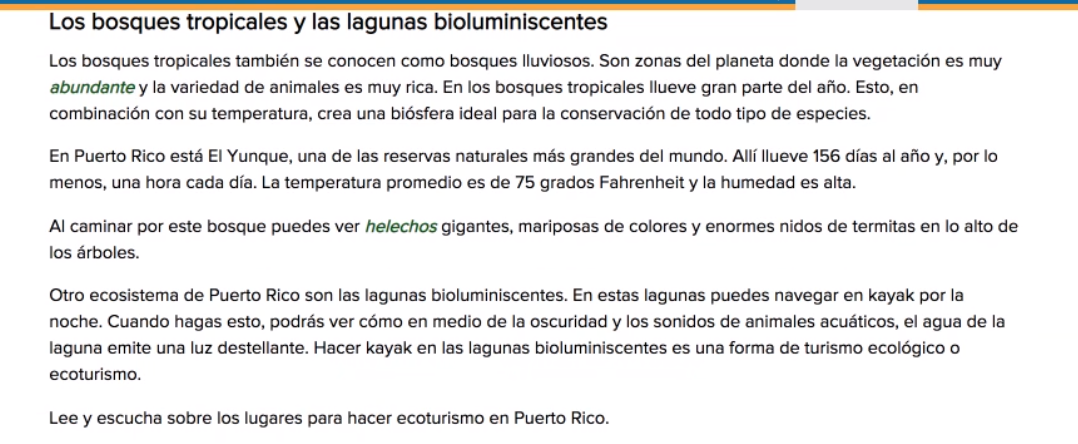 Los bosques tropicales y las lagunas bioluminiscentes
Los bosques tropicales también se conocen como bosques lluviosos. Son zonas del planeta donde la vegetación es muy
abundante y la variedad de animales es muy rica. En los bosques tropicales llueve gran parte del año. Esto, en
combinación con su temperatura, crea una biósfera ideal para la conservación de todo tipo de especies.
En Puerto Rico está El Yunque, una de las reservas naturales más grandes del mundo. Allí llueve 156 días al año y, por lo
menos, una hora cada día. La temperatura promedio es de 75 grados Fahrenheit y la humedad es alta.
Al caminar por este bosque puedes ver helechos gigantes, mariposas de colores y enormes nidos de termitas en lo alto de
los árboles.
Otro ecosistema de Puerto Rico son las lagunas bioluminiscentes. En estas lagunas puedes navegar en kayak por la
noche. Cuando hagas esto, podrás ver cómo en medio de la oscuridad y los sonidos de animales acuáticos, el agua de la
laguna emite una luz destellante. Hacer kayak en las lagunas bioluminiscentes es una forma de turismo ecológico o
ecoturismo.
Lee y escucha sobre los lugares para hacer ecoturismo en Puerto Rico.